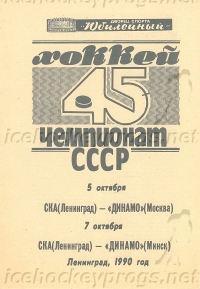 ДВОРЕЦ СПОРТА
"Юбилейный"
хоккей
45
чемпионат
СССР
5 октября
СКА(Ленинград) — «ДИНАМО»(Москва)
7 октября
СКА(Ленинград) — «ДИНАМО»(Минск)
Ленинград, 1990 год
icehockeyprogs.net